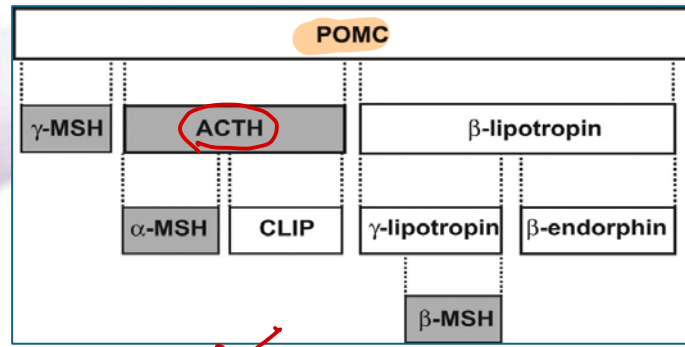 POMC
γ-MSH ACTH β-lipotropin
α-MSH CLIP γ-lipotropin β-endorphin
β-MSH